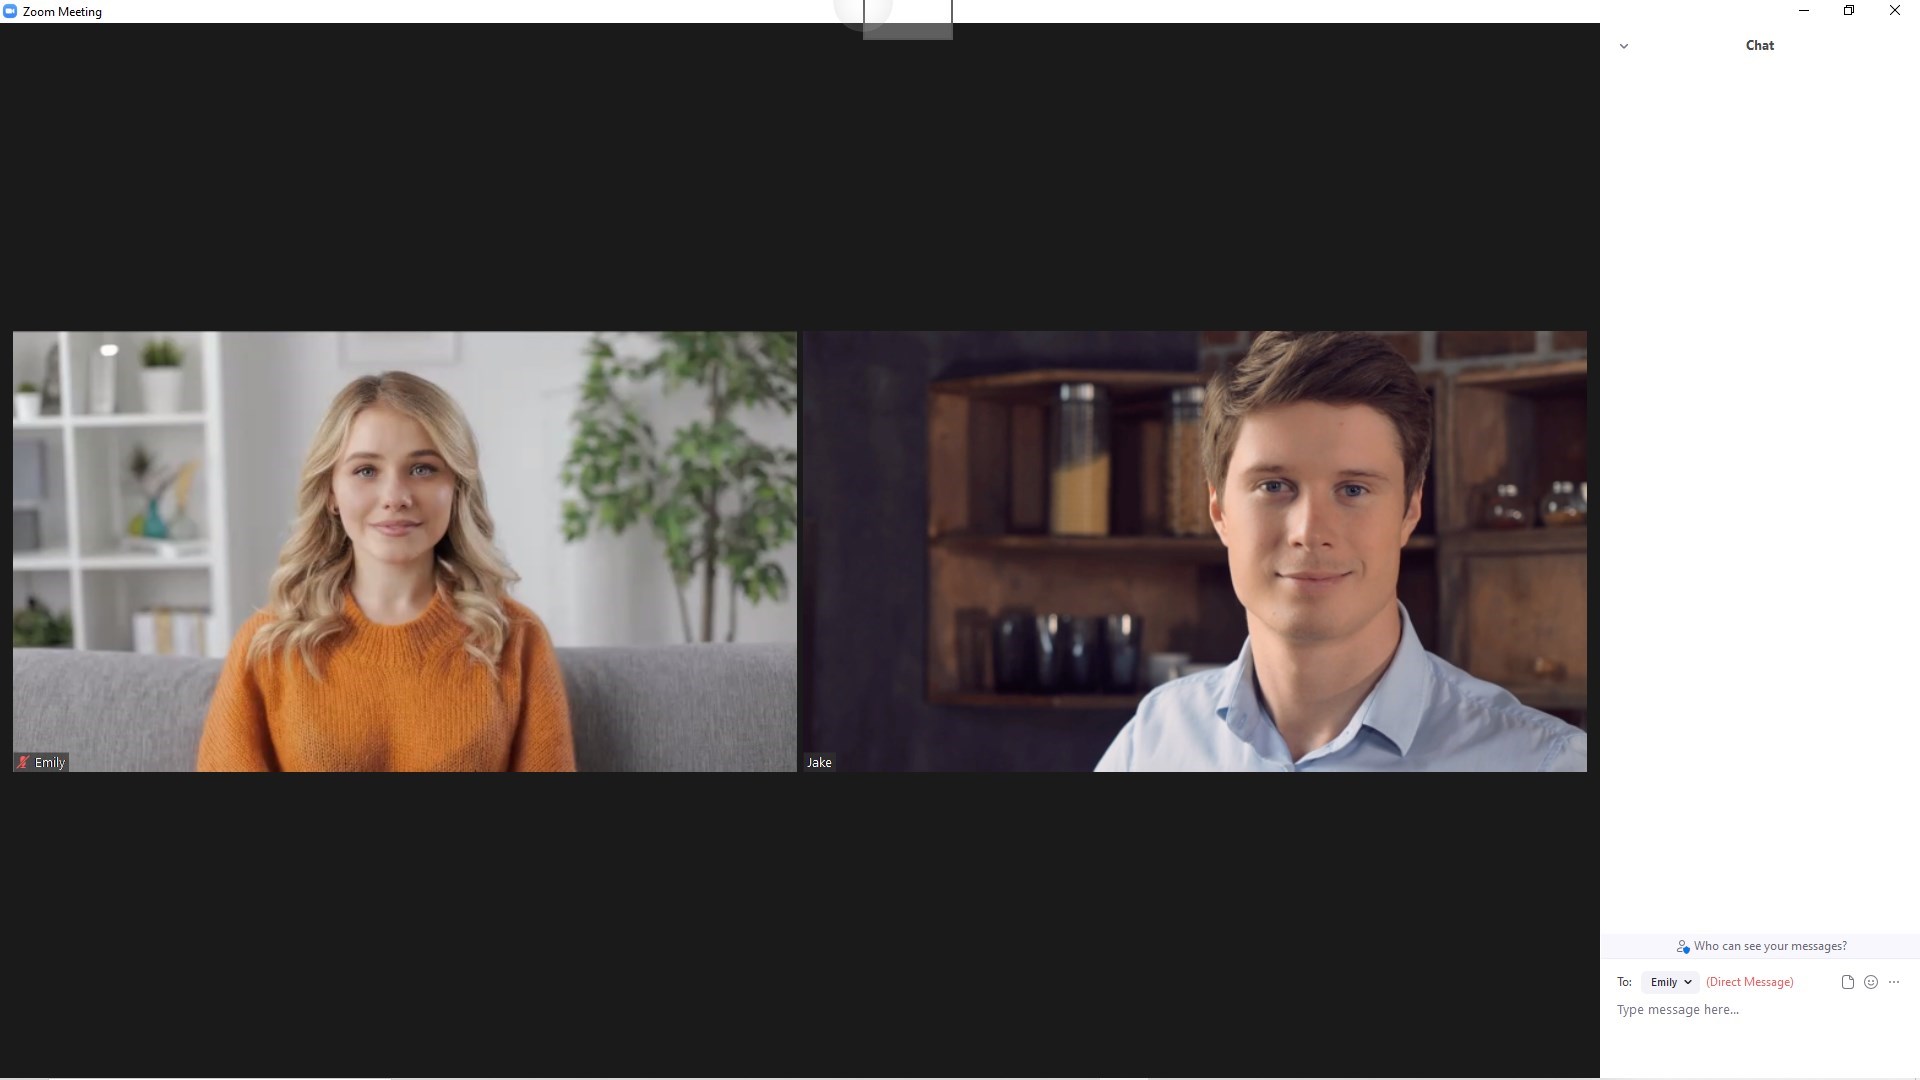 Zoom Meeting
Chat
Emily
Jake
Who can see your messages?
To: Emily (Direct Message)
Type message here...